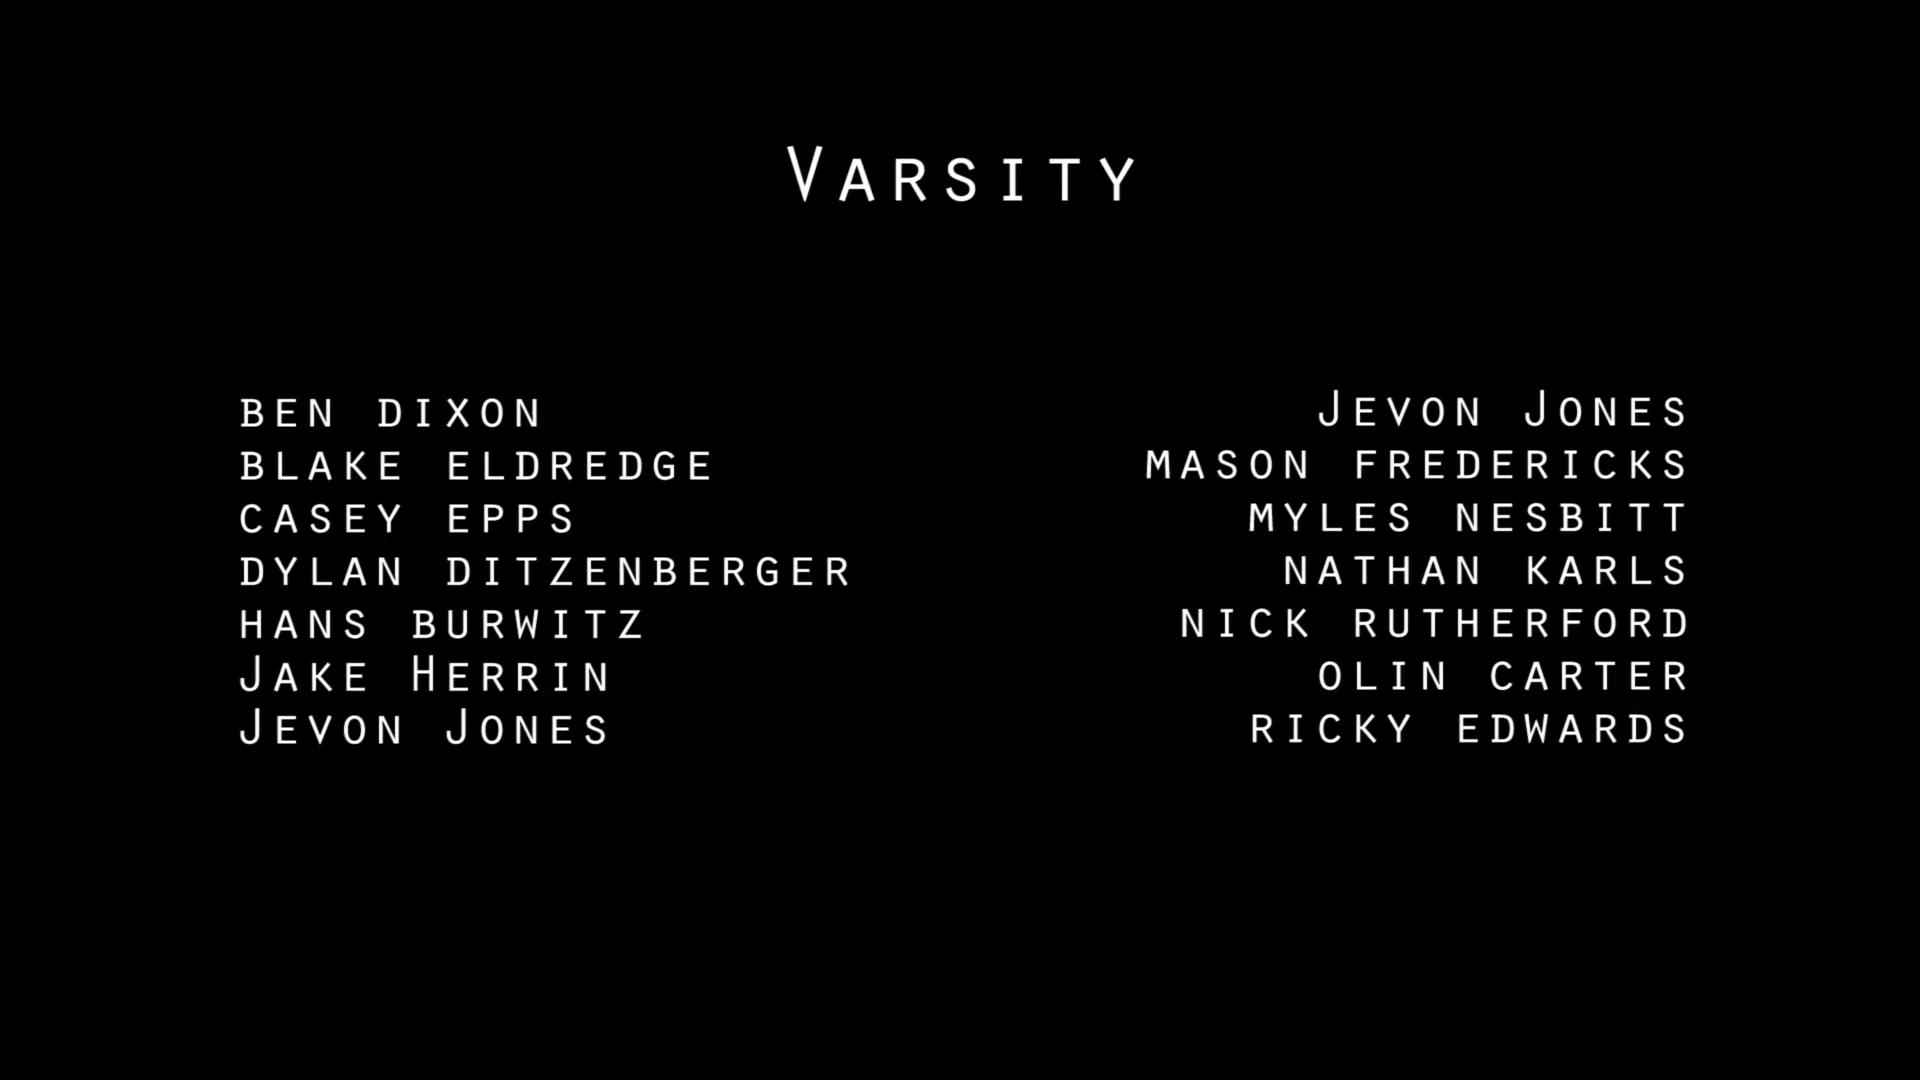 Varsity
BEN DIXON
BLAKE ELDREDGE
CASEY EPPS
DYLAN DITZENBERGER
HANS BURWITZ
Jake Herrin
Jevon Jones
Jevon Jones
MASON FREDERICKS
MYLES NESBITT
NATHAN KARLS
NICK RUTHERFORD
OLIN CARTER
RICKY EDWARDS